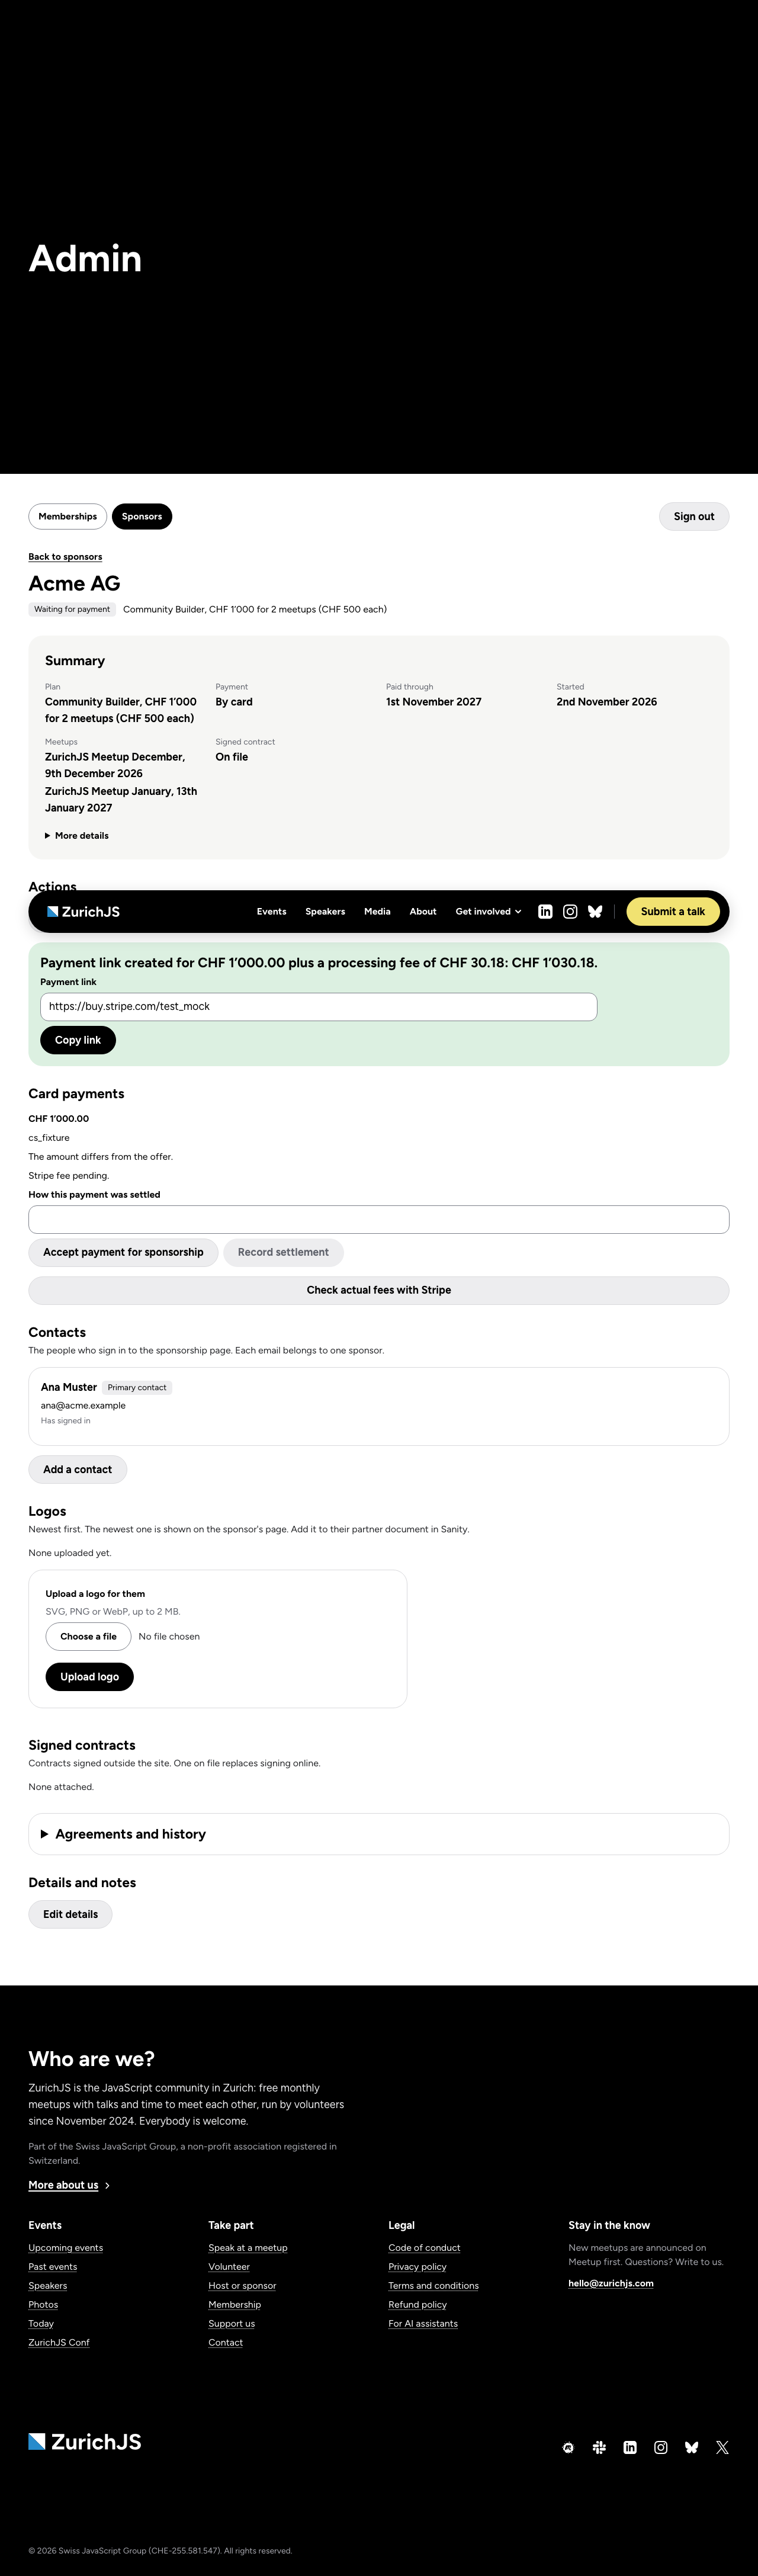 Admin
Memberships
Sponsors
Sign out
Back to sponsors
Acme AG
Waiting for payment
Community Builder, CHF 1’000 for 2 meetups (CHF 500 each)
Summary
Plan
Community Builder, CHF 1’000
for 2 meetups (CHF 500 each)
Payment
By card
Paid through
1st November 2027
Started
2nd November 2026
Meetups
ZurichJS Meetup December,
9th December 2026
ZurichJS Meetup January, 13th
January 2027
Signed contract
On file
More details
Actions
ZurichJS
Events
Speakers
Media
About
Get involved
Submit a talk
Payment link created for CHF 1’000.00 plus a processing fee of CHF 30.18: CHF 1’030.18.
Payment link
https://buy.stripe.com/test_mock
Copy link
Card payments
CHF 1’000.00
cs_fixture
The amount differs from the offer.
Stripe fee pending.
How this payment was settled
Accept payment for sponsorship
Record settlement
Check actual fees with Stripe
Contacts
The people who sign in to the sponsorship page. Each email belongs to one sponsor.
Ana Muster
Primary contact
ana@acme.example
Has signed in
Add a contact
Logos
Newest first. The newest one is shown on the sponsor's page. Add it to their partner document in Sanity.
None uploaded yet.
Upload a logo for them
SVG, PNG or WebP, up to 2 MB.
Choose a file
No file chosen
Upload logo
Signed contracts
Contracts signed outside the site. One on file replaces signing online.
None attached.
Agreements and history
Details and notes
Edit details
Who are we?
ZurichJS is the JavaScript community in Zurich: free monthly
meetups with talks and time to meet each other, run by volunteers
since November 2024. Everybody is welcome.
Part of the Swiss JavaScript Group, a non-profit association registered in
Switzerland.
More about us
Events
Upcoming events
Past events
Speakers
Photos
Today
ZurichJS Conf
Take part
Speak at a meetup
Volunteer
Host or sponsor
Membership
Support us
Contact
Legal
Code of conduct
Privacy policy
Terms and conditions
Refund policy
For AI assistants
Stay in the know
New meetups are announced on
Meetup first. Questions? Write to us.
hello@zurichjs.com
ZurichJS
© 2026 Swiss JavaScript Group (CHE-255.581.547). All rights reserved.